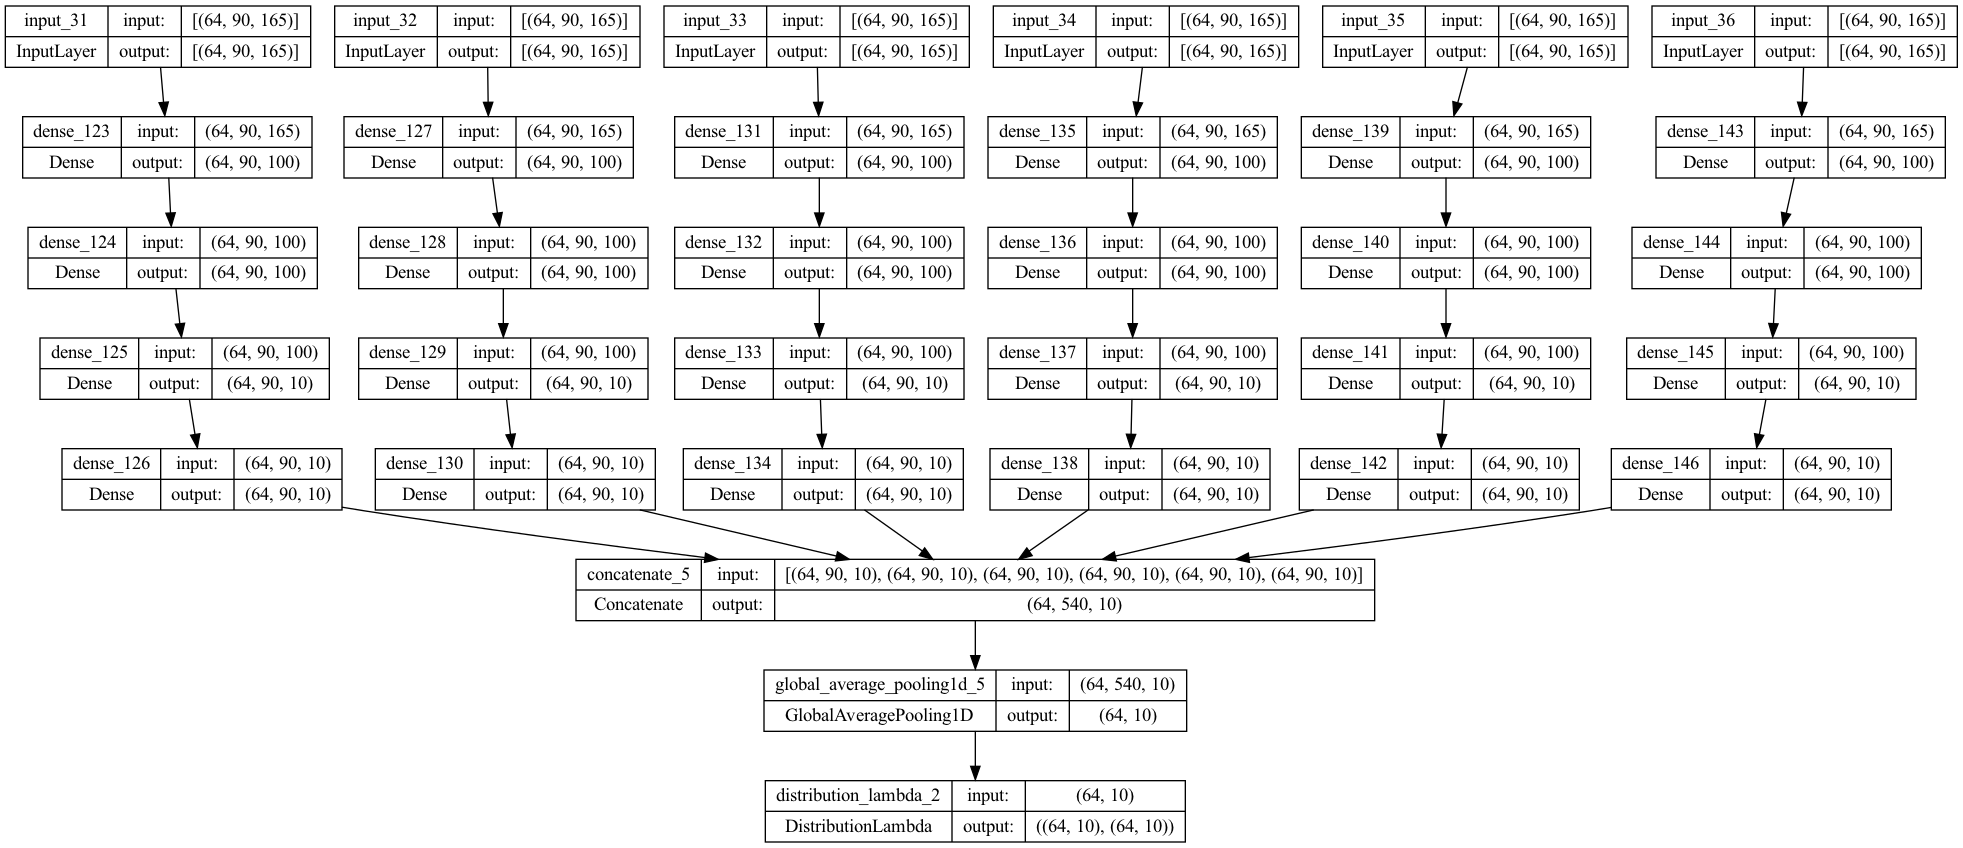 input_31 input: [(64, 90, 165)] input_32 input: [(64, 90, 165)] input_33 input: [(64, 90, 165)] input_34 input: [(64, 90, 165)] input_35 input: [(64, 90, 165)] input_36 input: [(64, 90, 165)]
InputLayer output: [(64, 90, 165)] InputLayer output: [(64, 90, 165)] InputLayer output: [(64, 90, 165)] InputLayer output: [(64, 90, 165)] InputLayer output: [(64, 90, 165)] InputLayer output: [(64, 90, 165)]
dense_123 input: (64, 90, 165) dense_127 input: (64, 90, 165) dense_131 input: (64, 90, 165) dense_135 input: (64, 90, 165) dense_139 input: (64, 90, 165) dense_143 input: (64, 90, 165)
Dense output: (64, 90, 100) Dense output: (64, 90, 100) Dense output: (64, 90, 100) Dense output: (64, 90, 100) Dense output: (64, 90, 100) Dense output: (64, 90, 100)
dense_124 input: (64, 90, 100) dense_128 input: (64, 90, 100) dense_132 input: (64, 90, 100) dense_136 input: (64, 90, 100) dense_140 input: (64, 90, 100) dense_144 input: (64, 90, 100)
Dense output: (64, 90, 100) Dense output: (64, 90, 100) Dense output: (64, 90, 100) Dense output: (64, 90, 100) Dense output: (64, 90, 100) Dense output: (64, 90, 100)
dense_125 input: (64, 90, 100) dense_129 input: (64, 90, 100) dense_133 input: (64, 90, 100) dense_137 input: (64, 90, 100) dense_141 input: (64, 90, 100) dense_145 input: (64, 90, 100)
Dense output: (64, 90, 10) Dense output: (64, 90, 10) Dense output: (64, 90, 10) Dense output: (64, 90, 10) Dense output: (64, 90, 10) Dense output: (64, 90, 10)
dense_126 input: (64, 90, 10) dense_130 input: (64, 90, 10) dense_134 input: (64, 90, 10) dense_138 input: (64, 90, 10) dense_142 input: (64, 90, 10) dense_146 input: (64, 90, 10)
Dense output: (64, 90, 10) Dense output: (64, 90, 10) Dense output: (64, 90, 10) Dense output: (64, 90, 10) Dense output: (64, 90, 10) Dense output: (64, 90, 10)
concatenate_5 input: [(64, 90, 10), (64, 90, 10), (64, 90, 10), (64, 90, 10), (64, 90, 10), (64, 90, 10)]
Concatenate output: (64, 540, 10)
global_average_pooling1d_5 input: (64, 540, 10)
GlobalAveragePooling1D output: (64, 10)
distribution_lambda_2 input: (64, 10)
DistributionLambda output: ((64, 10), (64, 10))